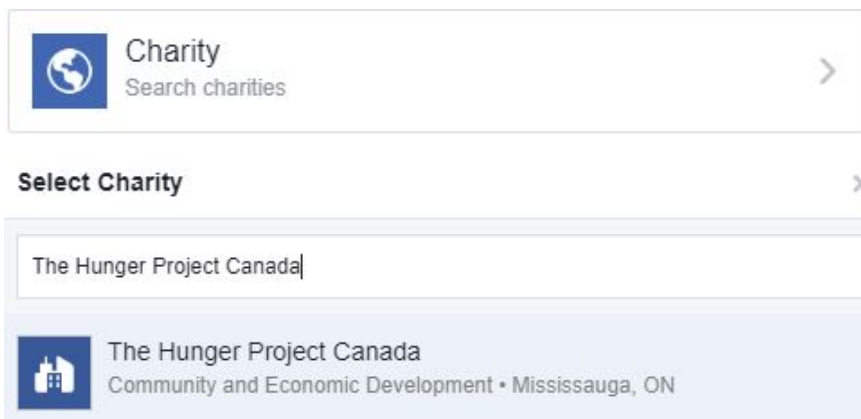 Charity
Search charities
Select Charity
The Hunger Project Canada
The Hunger Project Canada
Community and Economic Development • Mississauga, ON